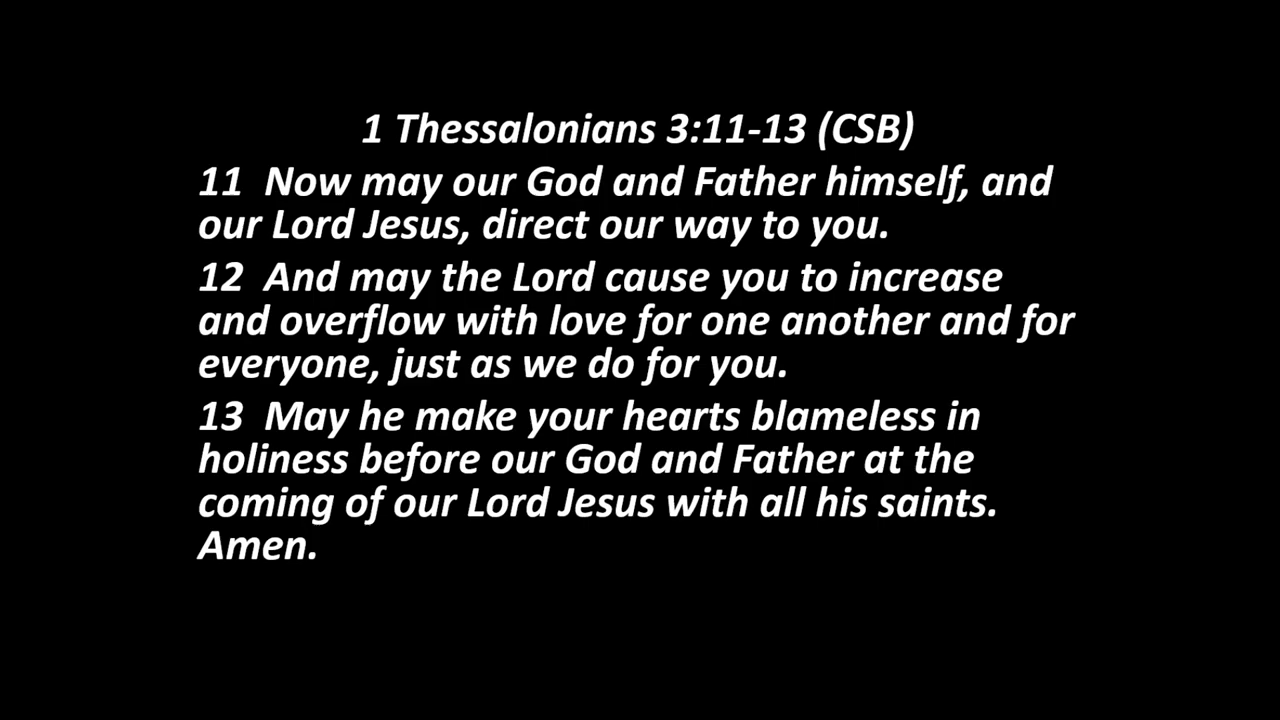 1 Thessalonians 3:11-13 (CSB)
11  Now may our God and Father himself, and
our Lord Jesus, direct our way to you.
12  And may the Lord cause you to increase
and overflow with love for one another and for
everyone, just as we do for you.
13  May he make your hearts blameless in
holiness before our God and Father at the
coming of our Lord Jesus with all his saints.
Amen.